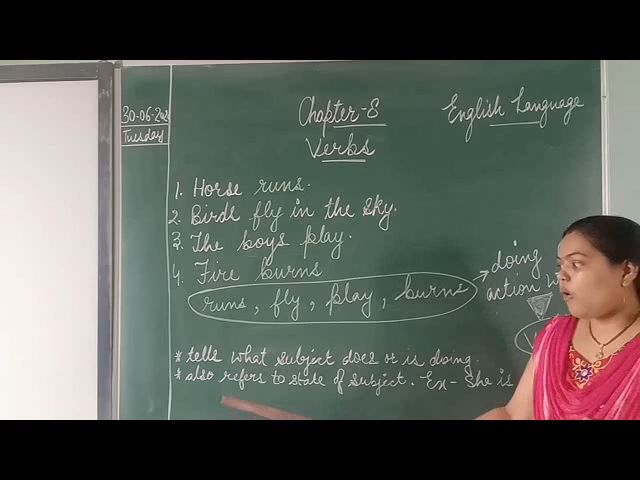 30-06-202
Tuesday
Chapter-8
English Language
Verbs
1. Horse runs.
2. Birds fly in the sky.
3. The boys play.
4. Fire burns
runs, fly, play, burns
doing
action
* tells what subject does or is doing.
* also refers to state of subject. Ex- She is